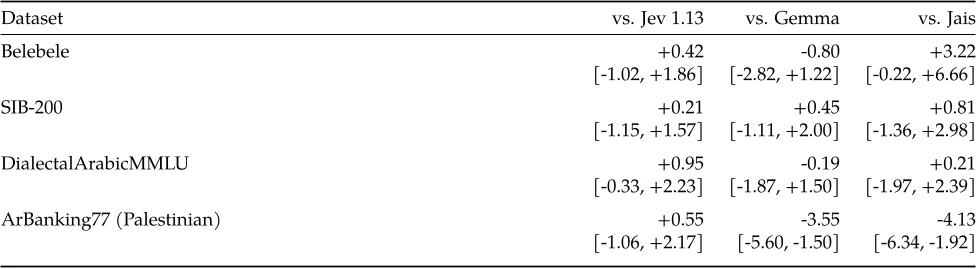 Dataset vs. Jev 1.13 vs. Gemma vs. Jais
Belebele +0.42 -0.80 +3.22
[-1.02, +1.86] [-2.82, +1.22] [-0.22, +6.66]
SIB-200 +0.21 +0.45 +0.81
[-1.15, +1.57] [-1.11, +2.00] [-1.36, +2.98]
DialectalArabicMMLU +0.95 -0.19 +0.21
[-0.33, +2.23] [-1.87, +1.50] [-1.97, +2.39]
ArBanking77 (Palestinian) +0.55 -3.55 -4.13
[-1.06, +2.17] [-5.60, -1.50] [-6.34, -1.92]